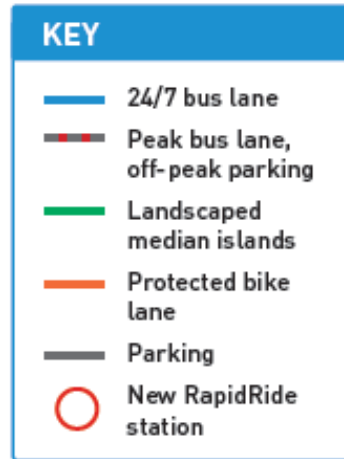 KEY
24/7 bus lane
Peak bus lane,
off-peak parking
Landscaped
median islands
Protected bike
lane
Parking
New RapidRide
station